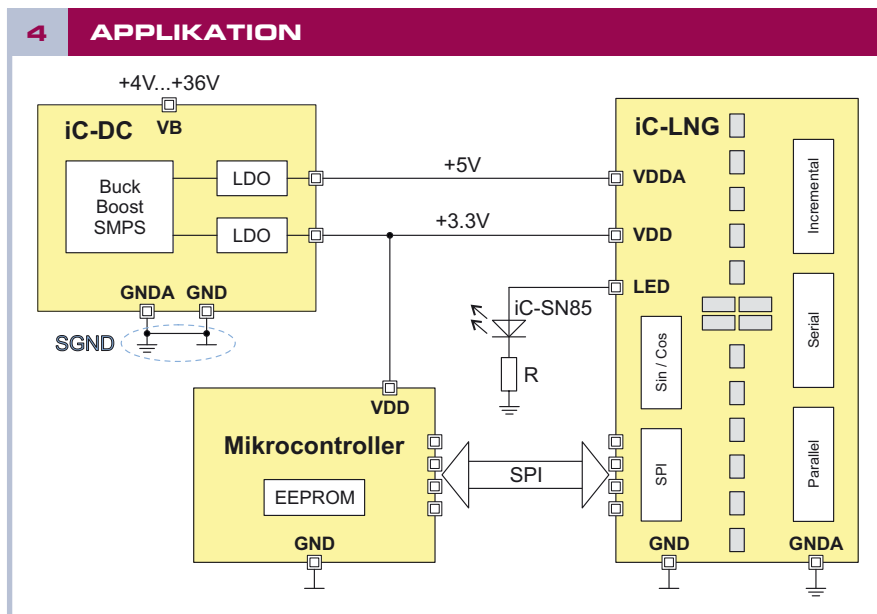 4 APPLIKATION
+4V...+36V
iC-DC
VB
Buck
Boost
SMPS
LDO
LDO
GNDA
GND
SGND
+5V
+3.3V
iC-LNG
VDDA
VDD
LED
iC-SN85
R
Incremental
Serial
Parallel
Sin / Cos
SPI
GND
GNDA
VDD
Mikrocontroller
EEPROM
GND
SPI